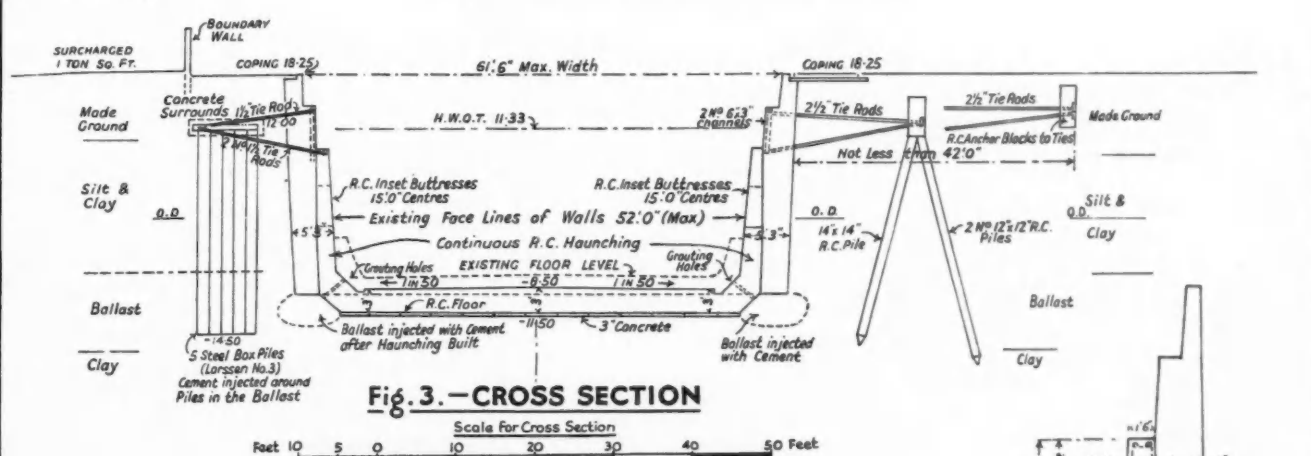 BOUNDARY
WALL
SURCHARGED
1 TON SQ. FT.
COPING 18·25
61'.6" Max. Width
COPING 18·25
Concrete
Surrounds
1½" Tie Rod
12·00
2 No 1½" Tie
Rods
Made
Ground
H.W.O.T. 11·33
2 No 6"x3"
channels
2½" Tie Rods
2½" Tie Rods
Made Ground
R.C. Anchor Blocks to Ties
Not Less than 42'.0"
Silt &
Clay
O.D.
R.C. Inset Buttresses
15'.0" Centres
R.C. Inset Buttresses
15'.0" Centres
Existing Face Lines of Walls 52'.0" (Max)
O.D.
14"x 14"
R.C. Pile
2 No 12"x12" R.C.
Piles
O.D.
Silt &
Clay
5'.3"
Continuous R.C. Haunching
5'.3"
Grouting Holes
EXISTING FLOOR LEVEL
Grouting
Holes
1 IN 50
-8·50
1 IN 50
Ballast
R.C. Floor
3'
3'
3'
-11·50
3" Concrete
Ballast
Ballast injected with Cement
after Haunching Built
Ballast injected
with Cement
-14·50
Clay
5 Steel Box Piles
(Larssen No.3)
Cement injected around
Piles in the Ballast
Clay
Fig. 3.—CROSS SECTION
Scale For Cross Section
Feet 10 5 0 10 20 30 40 50 Feet